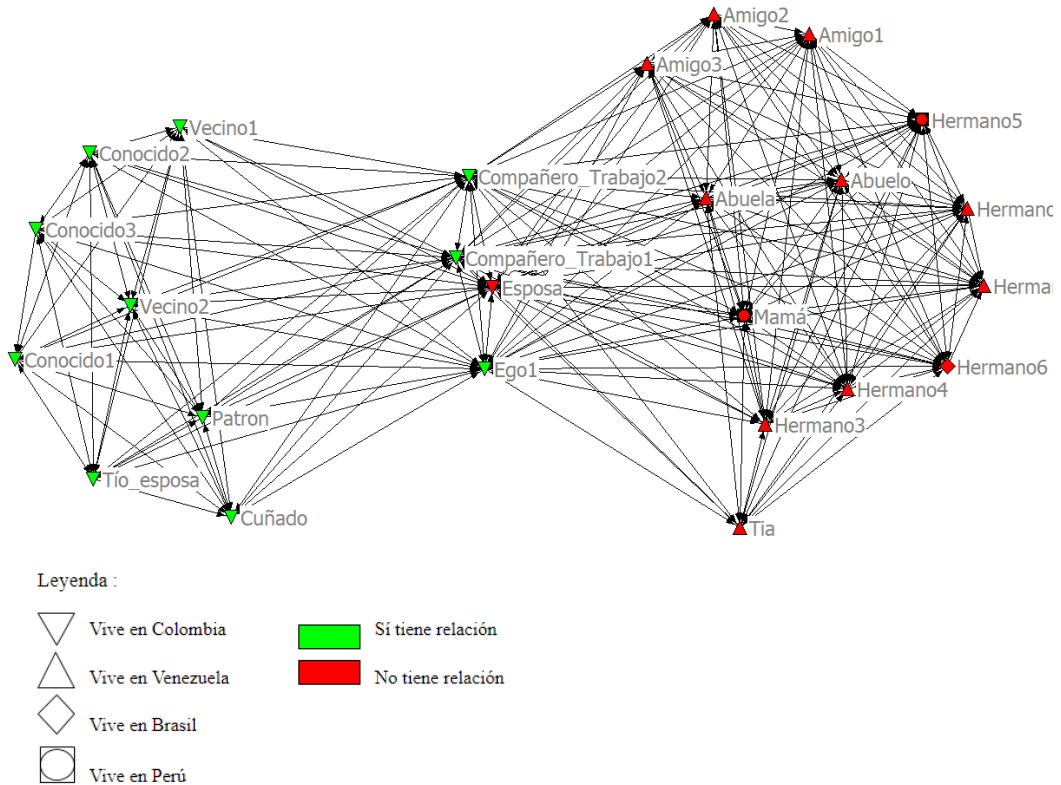 Amigo2
Amigo1
Amigo3
Hermano5
Vecino1
Conocido2
Compañero_Trabajo2
Abuelo
Abuela
Hermano
Conocido3
Compañero_Trabajo1
Esposa
Herman
Vecino2
Mamá
Conocido1
Ego1
Hermano6
Hermano4
Patron
Hermano3
Tío_esposa
Cuñado
Tia
Leyenda :
Vive en Colombia
Sí tiene relación
Vive en Venezuela
No tiene relación
Vive en Brasil
Vive en Perú